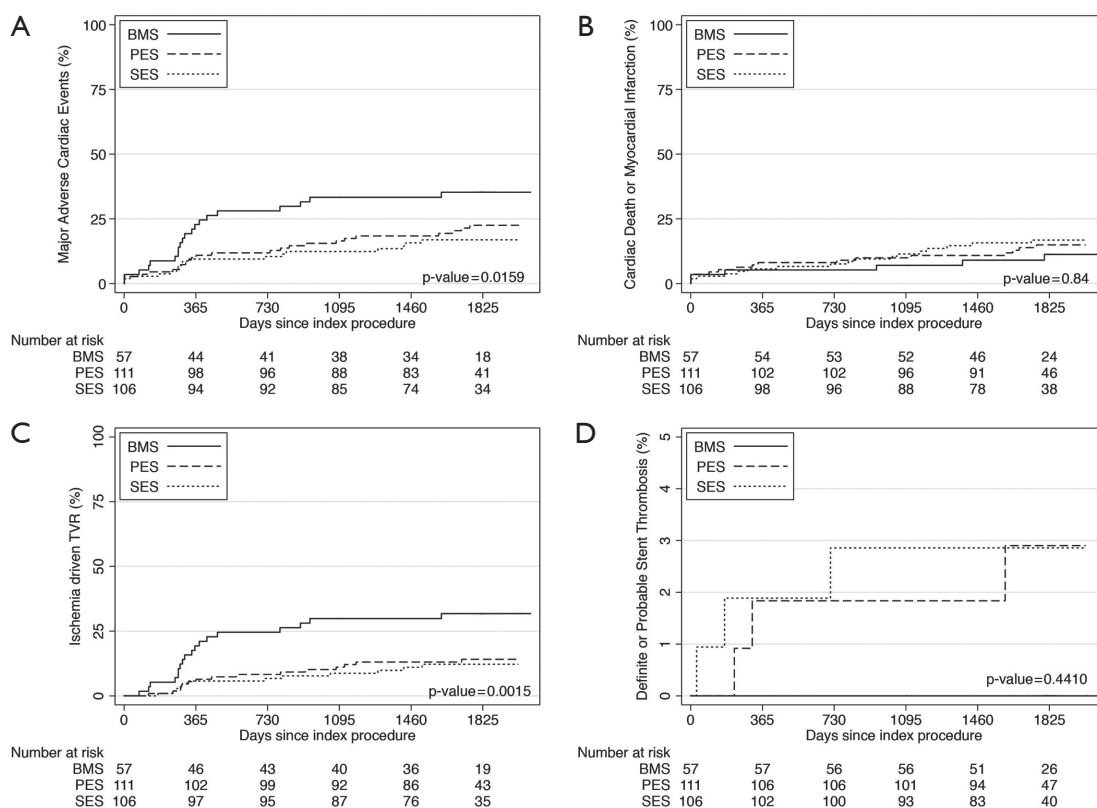 A
Major Adverse Cardiac Events (%)
100
75
50
25
0
BMS
PES
SES
p-value=0.0159
0 365 730 1095 1460 1825
Days since index procedure
Number at risk
BMS 57 44 41 38 34 18
PES 111 98 96 88 83 41
SES 106 94 92 85 74 34
B
Cardiac Death or Myocardial Infarction (%)
100
75
50
25
0
BMS
PES
SES
p-value=0.84
0 365 730 1095 1460 1825
Days since index procedure
Number at risk
BMS 57 54 53 52 46 24
PES 111 102 102 96 91 46
SES 106 98 96 88 78 38
C
Ischemia driven TVR (%)
100
75
50
25
0
BMS
PES
SES
p-value=0.0015
0 365 730 1095 1460 1825
Days since index procedure
Number at risk
BMS 57 46 43 40 36 19
PES 111 102 99 92 86 43
SES 106 97 95 87 76 35
D
Definite or Probable Stent Thrombosis (%)
5
4
3
2
1
0
BMS
PES
SES
p-value=0.4410
0 365 730 1095 1460 1825
Days since index procedure
Number at risk
BMS 57 57 56 56 51 26
PES 111 106 106 101 94 47
SES 106 102 100 93 83 40